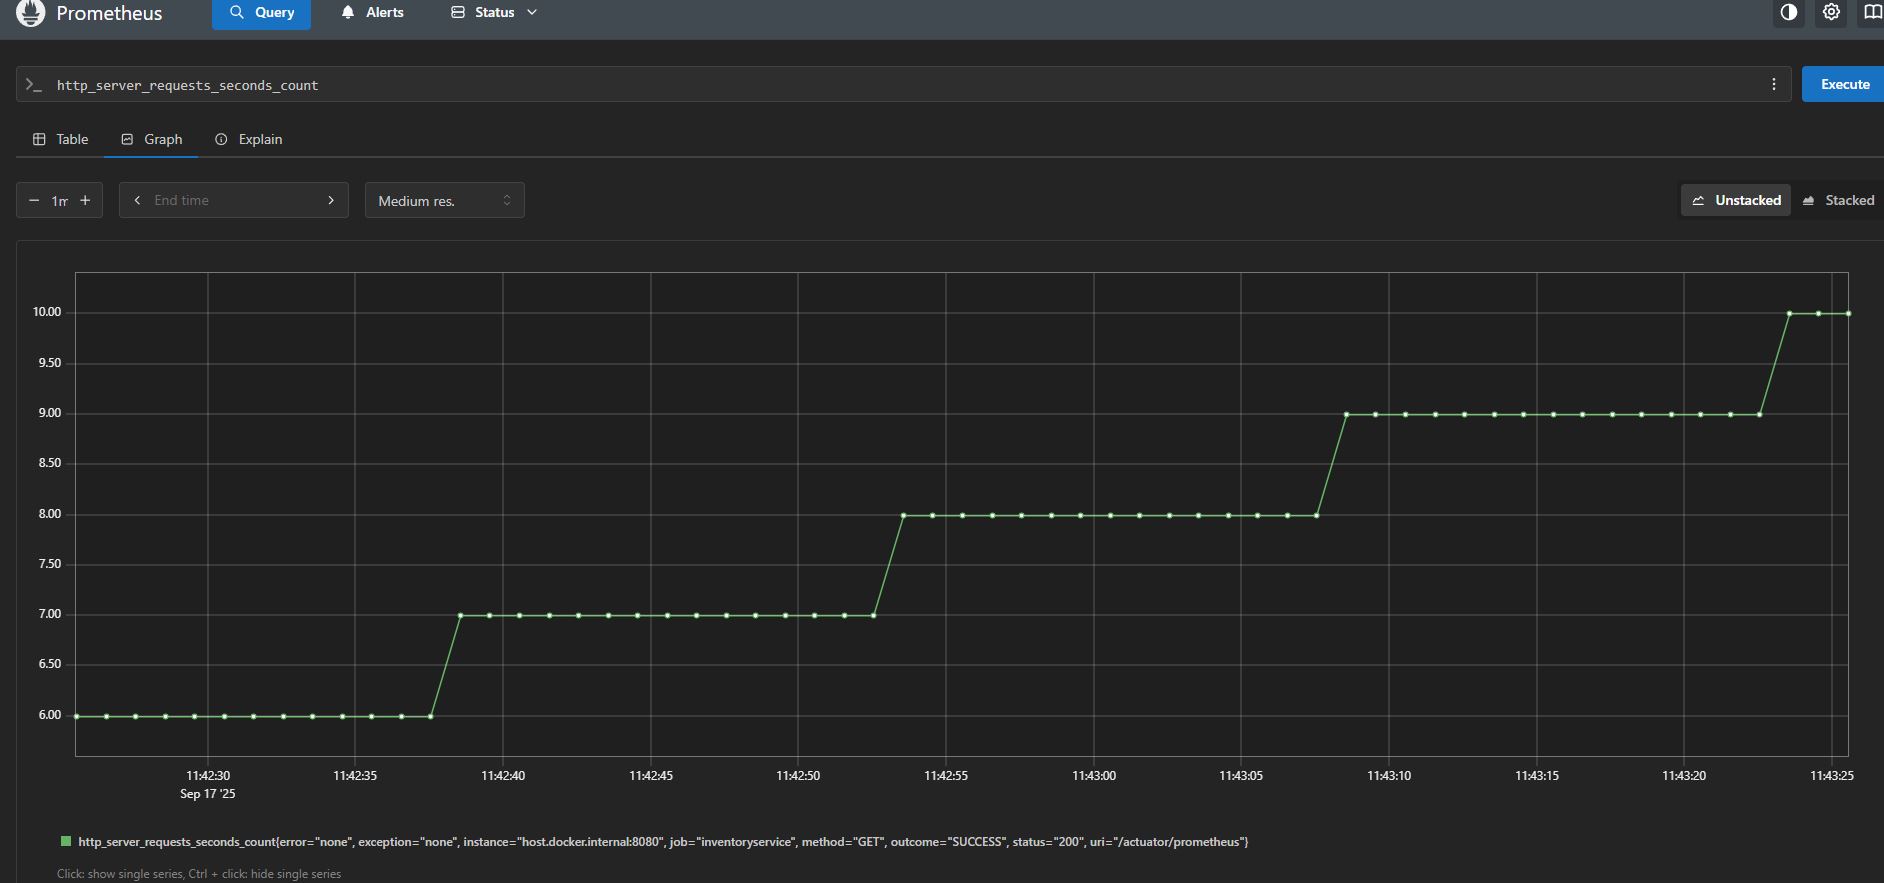 Prometheus Query Alerts Status
http_server_requests_seconds_count Execute
Table Graph Explain
1m End time Medium res. Unstacked Stacked
10.00
9.50
9.00
8.50
8.00
7.50
7.00
6.50
6.00
11:42:30 11:42:35 11:42:40 11:42:45 11:42:50 11:42:55 11:43:00 11:43:05 11:43:10 11:43:15 11:43:20 11:43:25
Sep 17 '25
http_server_requests_seconds_count{error="none", exception="none", instance="host.docker.internal:8080", job="inventoryservice", method="GET", outcome="SUCCESS", status="200", uri="/actuator/prometheus"}
Click: show single series, Ctrl + click: hide single series